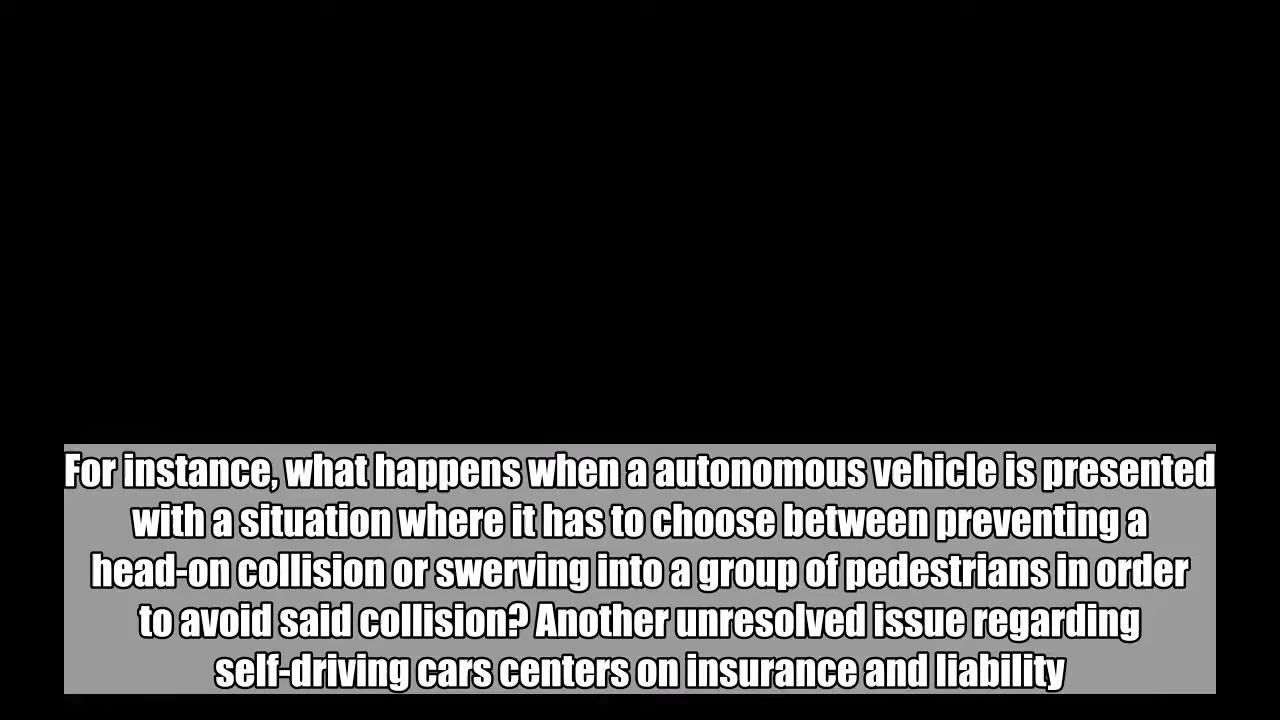 For instance, what happens when a autonomous vehicle is presented
with a situation where it has to choose between preventing a
head-on collision or swerving into a group of pedestrians in order
to avoid said collision? Another unresolved issue regarding
self-driving cars centers on insurance and liability